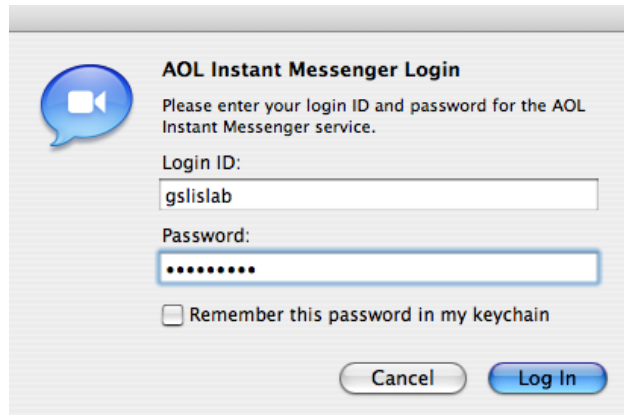 AOL Instant Messenger Login
Please enter your login ID and password for the AOL
Instant Messenger service.
Login ID:
gslislab
Password:
•••••••••
Remember this password in my keychain
Cancel
Log In